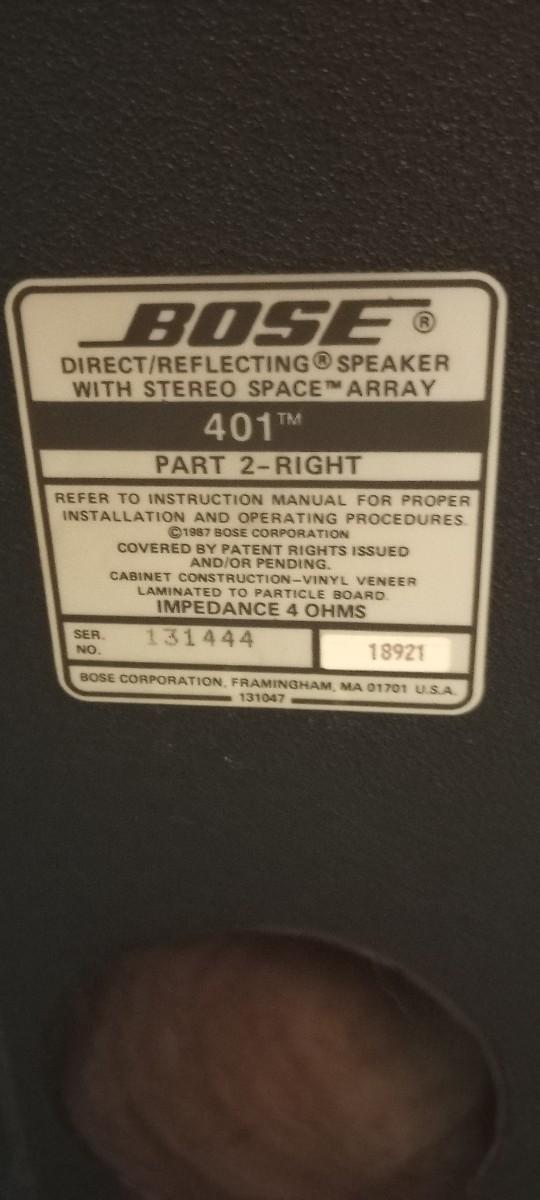 BOSE®
DIRECT/REFLECTING® SPEAKER
WITH STEREO SPACE™ ARRAY
401™
PART 2-RIGHT
REFER TO INSTRUCTION MANUAL FOR PROPER
INSTALLATION AND OPERATING PROCEDURES.
©1987 BOSE CORPORATION
COVERED BY PATENT RIGHTS ISSUED
AND/OR PENDING.
CABINET CONSTRUCTION-VINYL VENEER
LAMINATED TO PARTICLE BOARD.
IMPEDANCE 4 OHMS
SER. NO. 131444 18921
BOSE CORPORATION, FRAMINGHAM, MA 01701 U.S.A.
131047